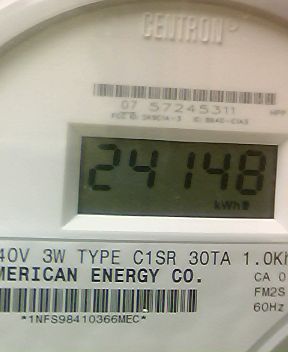 CENTRON®
07 57245311
24148
kWh
40V 3W TYPE C1SR 30TA 1.0Kh
MERICAN ENERGY CO.
CA 0
FM2S
60Hz
*1NFS98410366MEC*